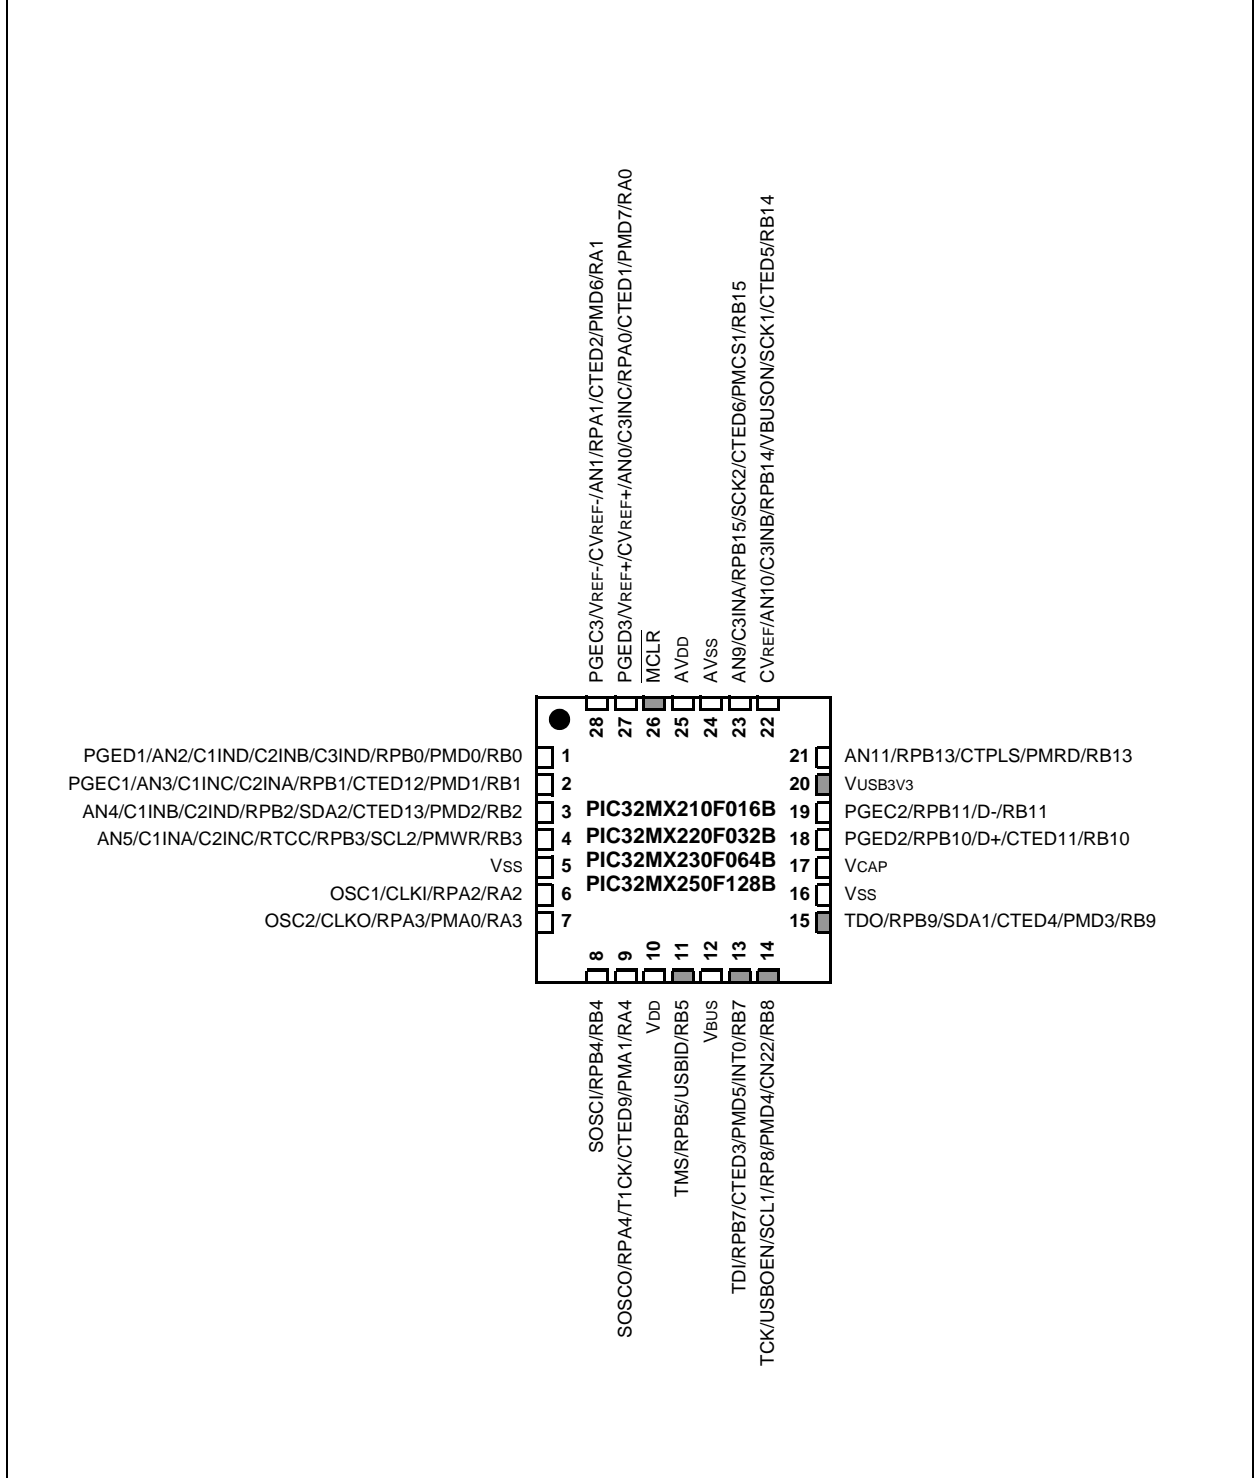 PGEC3/VREF-/CVREF-/AN1/RPA1/CTED2/PMD6/RA1
PGED3/VREF+/CVREF+/AN0/C3INC/RPA0/CTED1/PMD7/RA0
MCLR
AVDD
AVSS
AN9/C3INA/RPB15/SCK2/CTED6/PMCS1/RB15
CVREF/AN10/C3INB/RPB14/VBUSON/SCK1/CTED5/RB14
28 27 26 25 24 23 22
PGED1/AN2/C1IND/C2INB/C3IND/RPB0/PMD0/RB0 1
PGEC1/AN3/C1INC/C2INA/RPB1/CTED12/PMD1/RB1 2
AN4/C1INB/C2IND/RPB2/SDA2/CTED13/PMD2/RB2 3
AN5/C1INA/C2INC/RTCC/RPB3/SCL2/PMWR/RB3 4
VSS 5
OSC1/CLKI/RPA2/RA2 6
OSC2/CLKO/RPA3/PMA0/RA3 7
PIC32MX210F016B
PIC32MX220F032B
PIC32MX230F064B
PIC32MX250F128B
21 AN11/RPB13/CTPLS/PMRD/RB13
20 VUSB3V3
19 PGEC2/RPB11/D-/RB11
18 PGED2/RPB10/D+/CTED11/RB10
17 VCAP
16 VSS
15 TDO/RPB9/SDA1/CTED4/PMD3/RB9
8 9 10 11 12 13 14
SOSCI/RPB4/RB4
SOSCO/RPA4/T1CK/CTED9/PMA1/RA4
VDD
TMS/RPB5/USBID/RB5
VBUS
TDI/RPB7/CTED3/PMD5/INT0/RB7
TCK/USBOEN/SCL1/RP8/PMD4/CN22/RB8